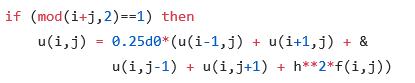 if (mod(i+j,2)==1) then
    u(i,j) = 0.25d0*(u(i-1,j) + u(i+1,j) + &
            u(i,j-1) + u(i,j+1) + h**2*f(i,j))